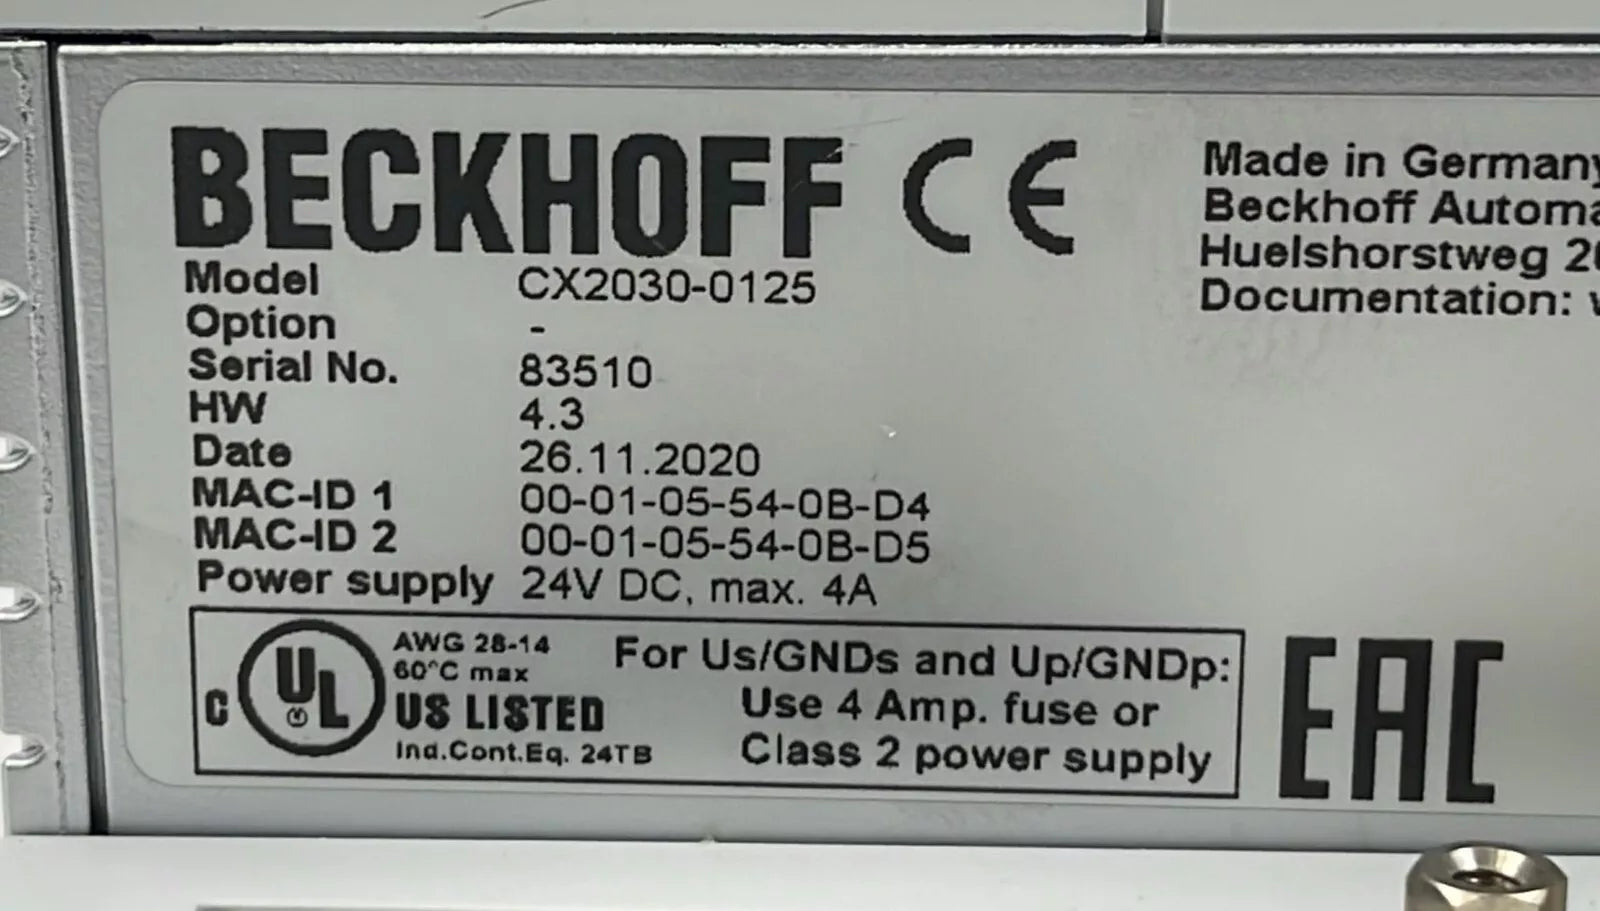 BECKHOFF CE
Made in Germany
Beckhoff
Huelshorstweg
Documentation:
Model CX2030-0125
Option -
Serial No. 83510
HW 4.3
Date 26.11.2020
MAC-ID 1 00-01-05-54-0B-D4
MAC-ID 2 00-01-05-54-0B-D5
Power supply 24V DC, max. 4A
C UL
AWG 28-14
60°C max
US LISTED
Ind.Cont.Eq. 24TB
For Us/GNDs and Up/GNDp:
Use 4 Amp. fuse or
Class 2 power supply
EAC